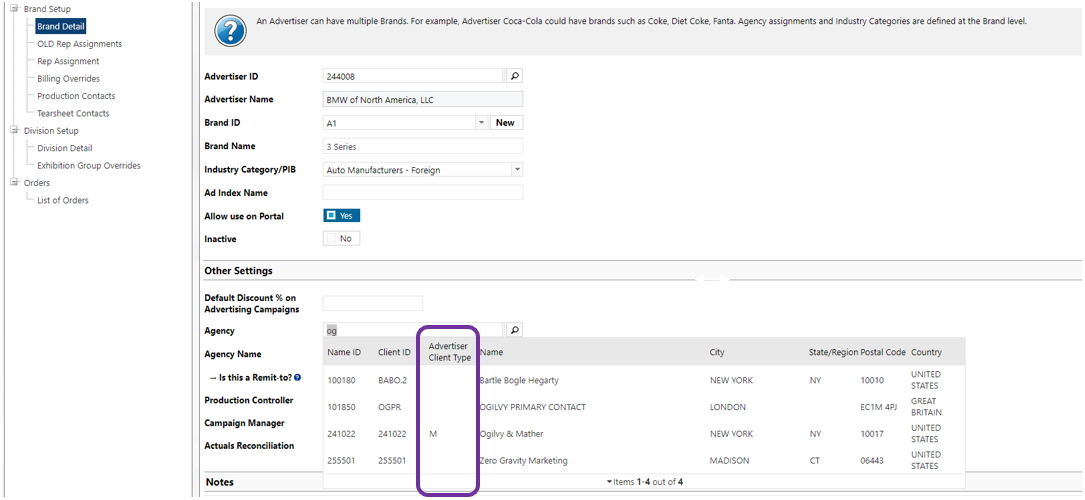 Brand Setup
Brand Detail
OLD Rep Assignments
Rep Assignment
Billing Overrides
Production Contacts
Tearsheet Contacts
Division Setup
Division Detail
Exhibition Group Overrides
Orders
List of Orders
An Advertiser can have multiple Brands. For example, Advertiser Coca-Cola could have brands such as Coke, Diet Coke, Fanta. Agency assignments and Industry Categories are defined at the Brand level.
Advertiser ID 244008
Advertiser Name BMW of North America, LLC
Brand ID A1 New
Brand Name 3 Series
Industry Category/PIB Auto Manufacturers - Foreign
Ad Index Name
Allow use on Portal Yes
Inactive No
Other Settings
Default Discount % on
Advertising Campaigns
Agency og
Agency Name
→ Is this a Remit-to? ?
Production Controller
Campaign Manager
Actuals Reconciliation
Name ID Client ID Advertiser Client Type Name City State/Region Postal Code Country
100180 BABO.2 Bartle Bogle Hegarty NEW YORK NY 10010 UNITED STATES
101850 OGPR OGILVY PRIMARY CONTACT LONDON EC1M 4PJ GREAT BRITAIN
241022 241022 M Ogilvy & Mather NEW YORK NY 10017 UNITED STATES
255501 255501 Zero Gravity Marketing MADISON CT 06443 UNITED STATES
Items 1-4 out of 4
Notes